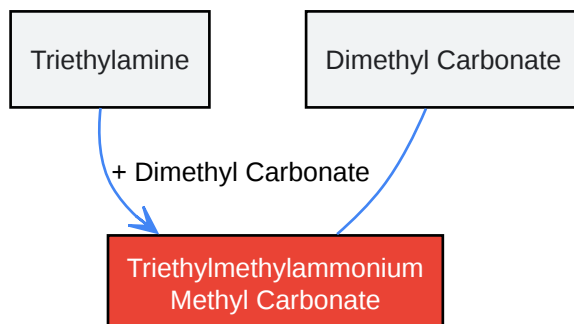 Triethylamine
Dimethyl Carbonate
+ Dimethyl Carbonate
Triethylmethylammonium
Methyl Carbonate